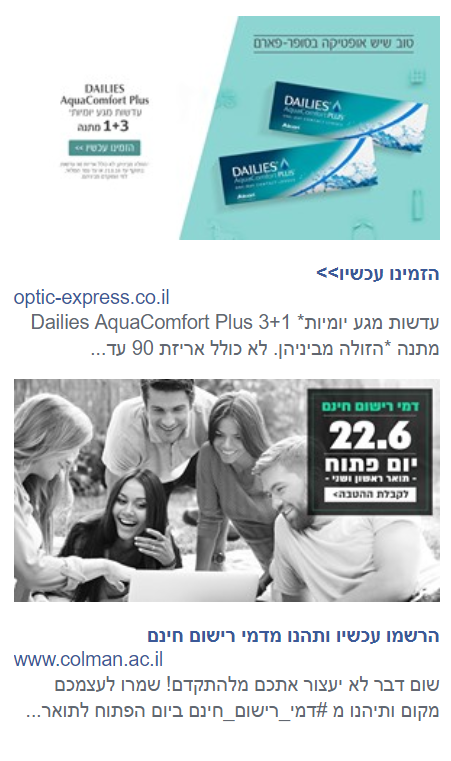 טוב שיש אופטיקה בסופר-פארם
DAILIES
AquaComfort Plus
עדשות מגע יומיות*
1+3 מתנה
הזמינו עכשיו >>
DAILIES
AquaComfort PLUS
Alcon
DAILIES
AquaComfort PLUS
הזמינו עכשיו>>
optic-express.co.il
עדשות מגע יומיות* Dailies AquaComfort Plus 3+1
מתנה *הזולה מביניהן. לא כולל אריזת 90 עד...
דמי רישום חינם
22.6
יום פתוח
- תואר ראשון ושני -
לקבלת ההטבה>
הרשמו עכשיו ותהנו מדמי רישום חינם
www.colman.ac.il
שום דבר לא יעצור אתכם מלהתקדם! שמרו לעצמכם
מקום ותיהנו מ #דמי_רישום_חינם ביום הפתוח לתואר...